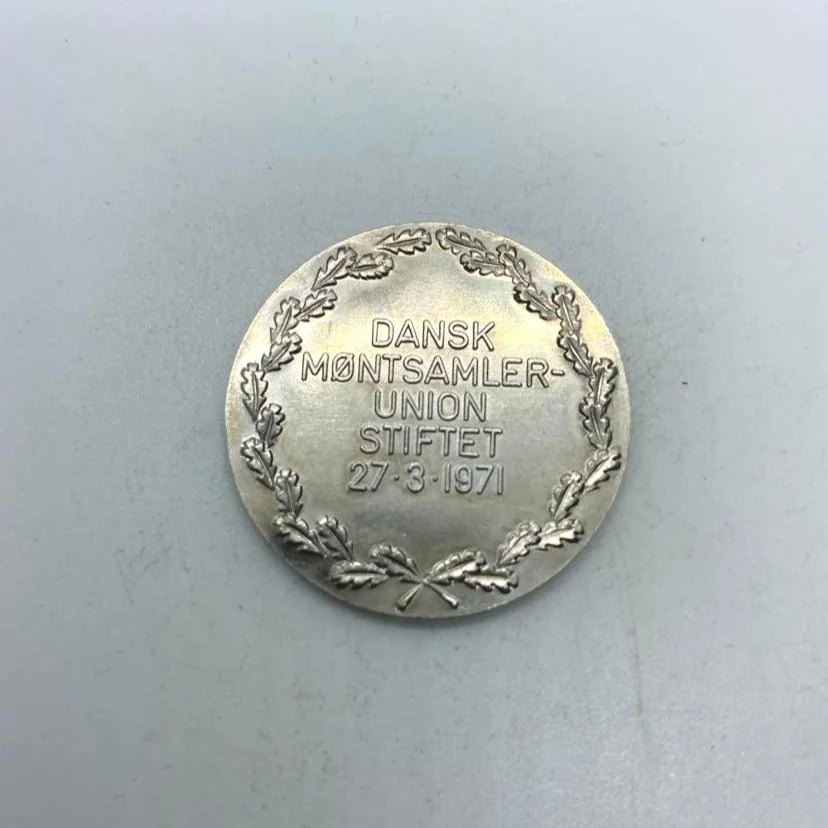 DANSK
MØNTSAMLER-
UNION
STIFTET
27·3·1971